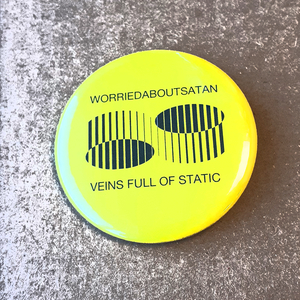 WORRIEDABOUTSATAN
VEINS FULL OF STATIC